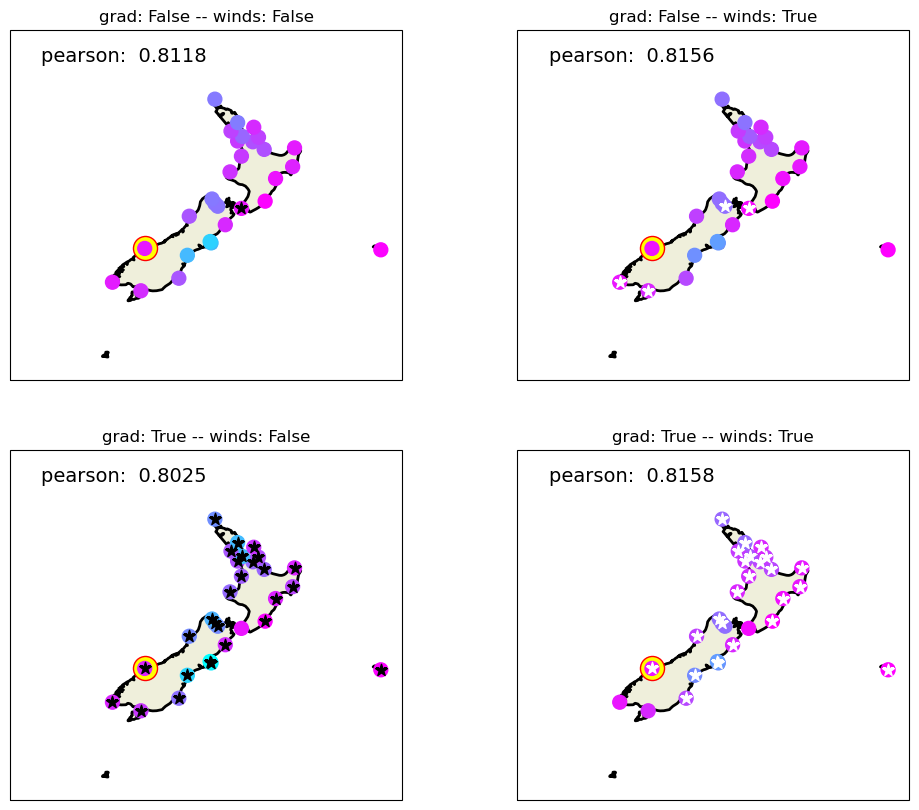 grad: False -- winds: False
pearson:  0.8118
grad: False -- winds: True
pearson:  0.8156
grad: True -- winds: False
pearson:  0.8025
grad: True -- winds: True
pearson:  0.8158